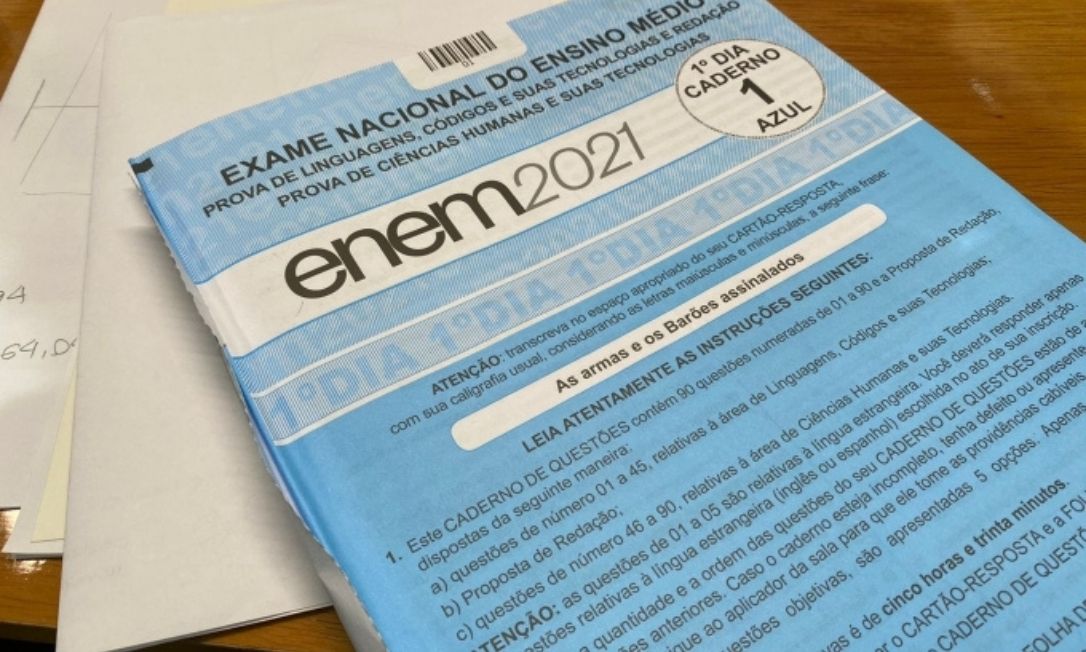 EXAME NACIONAL DO ENSINO MÉDIO
PROVA DE LINGUAGENS, CÓDIGOS E SUAS TECNOLOGIAS E REDAÇÃO
PROVA DE CIÊNCIAS HUMANAS E SUAS TECNOLOGIAS
1º DIA
CADERNO
1
AZUL
enem2021
1ºDIA 1ºDIA 1ºDIA 1ºDIA 1ºDIA
ATENÇÃO: transcreva no espaço apropriado do seu CARTÃO-RESPOSTA,
com sua caligrafia usual, considerando as letras maiúsculas e minúsculas, a seguinte frase:
As armas e os Barões assinalados
LEIA ATENTAMENTE AS INSTRUÇÕES SEGUINTES:
1. Este CADERNO DE QUESTÕES contém 90 questões numeradas de 01 a 90 e a Proposta de Redação,
dispostas da seguinte maneira:
a) questões de número 01 a 45, relativas à área de Linguagens, Códigos e suas Tecnologias;
b) Proposta de Redação;
c) questões de número 46 a 90, relativas à área de Ciências Humanas e suas Tecnologias.
ATENÇÃO: as questões de 01 a 05 são relativas à língua estrangeira. Você deverá responder apenas
relativas à língua estrangeira (inglês ou espanhol) escolhida no ato de sua inscrição.
a quantidade e a ordem das questões do seu CADERNO DE QUESTÕES estão de
anteriores. Caso o caderno esteja incompleto, tenha defeito ou apresente
ao aplicador da sala para que ele tome as providências cabíveis
objetivas, são apresentadas 5 opções. Apenas
é de cinco horas e trinta minutos.
o CARTÃO-RESPOSTA e a
CADERNO DE
64,